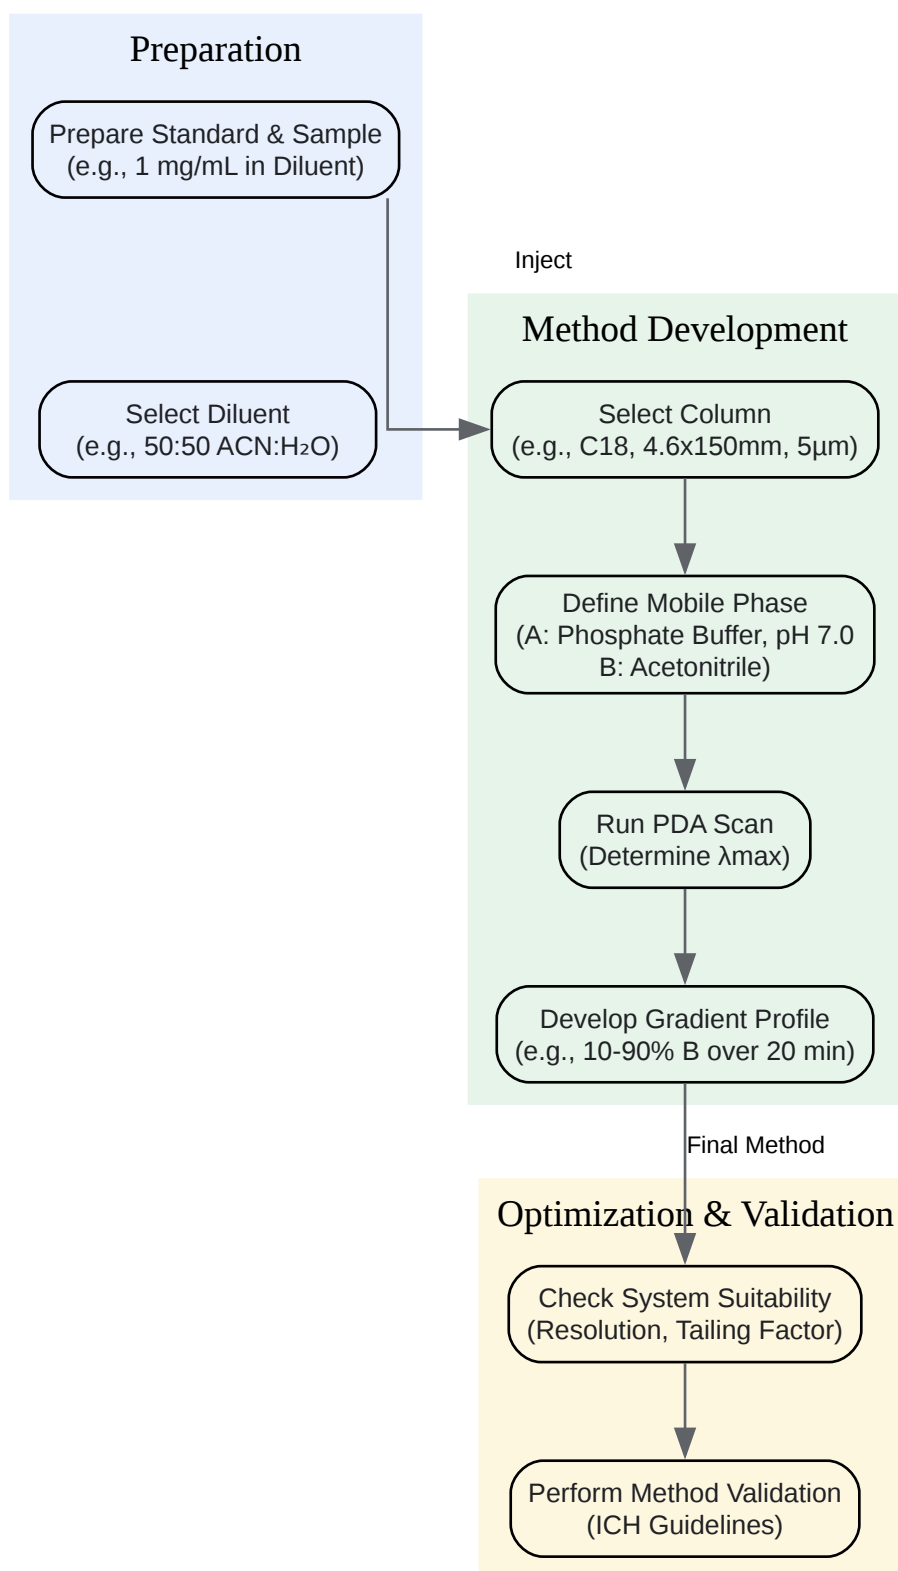 Preparation
Prepare Standard & Sample
(e.g., 1 mg/mL in Diluent)
Select Diluent
(e.g., 50:50 ACN:H₂O)
Inject
Method Development
Select Column
(e.g., C18, 4.6x150mm, 5μm)
Define Mobile Phase
(A: Phosphate Buffer, pH 7.0
B: Acetonitrile)
Run PDA Scan
(Determine λmax)
Develop Gradient Profile
(e.g., 10-90% B over 20 min)
Final Method
Optimization & Validation
Check System Suitability
(Resolution, Tailing Factor)
Perform Method Validation
(ICH Guidelines)